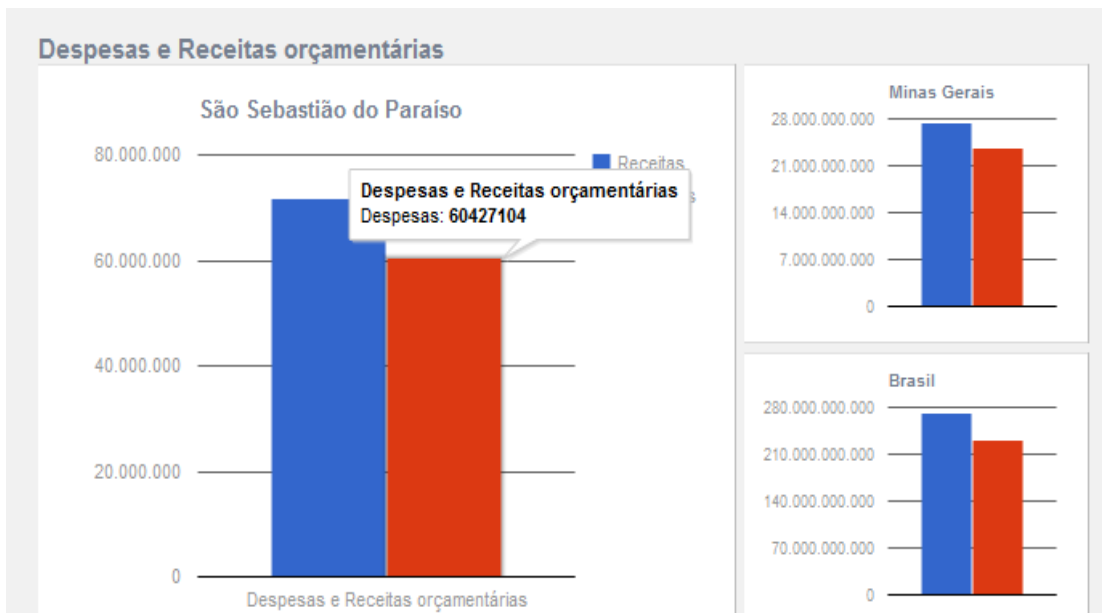 Despesas e Receitas orçamentárias
São Sebastião do Paraíso
80.000.000
60.000.000
40.000.000
20.000.000
0
Receitas
Despesas e Receitas orçamentárias
Despesas: 60427104
Despesas e Receitas orçamentárias
Minas Gerais
28.000.000.000
21.000.000.000
14.000.000.000
7.000.000.000
0
Brasil
280.000.000.000
210.000.000.000
140.000.000.000
70.000.000.000
0